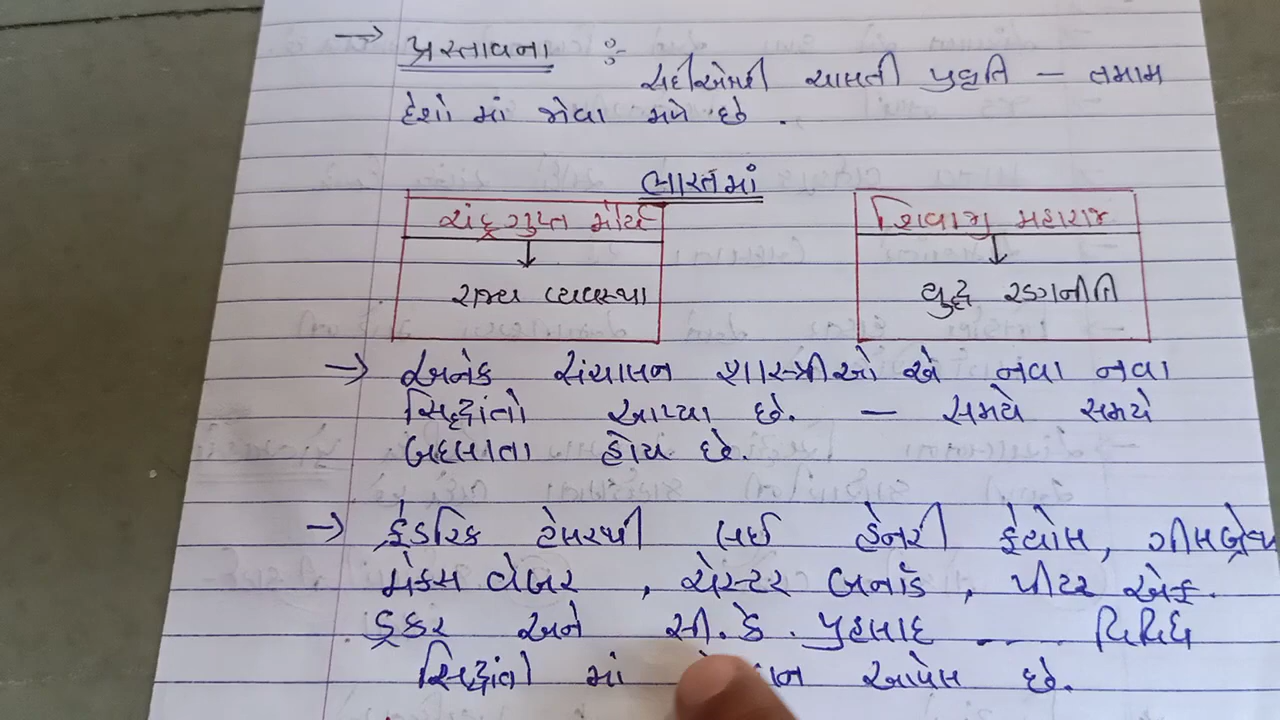 → પ્રસ્તાવના :-
સદીઓથી ચાલતી પ્રવૃત્તિ – તમામ
દેશો માં જોવા મળે છે .
ભારતમાં
ચંદ્રગુપ્ત મૌર્ય
↓
રાજ્ય વ્યવસ્થા
શિવાજી મહારાજ
↓
યુદ્ધ રણનીતિ
→ અનેક સંચાલન શાસ્ત્રીઓ એ નવા નવા
સિદ્ધાંતો આપ્યા છે. – સમયે સમયે
બદલાતા હોય છે.
→ ફ્રેડરિક ટેલરથી લઈ હેનરી ફેયોલ, ગીલબ્રેથ
મેક્સ વેબર , ચેસ્ટર બર્નાડ , પીટર એફ.
ડ્રકર અને સી. કે . પ્રહલાદ ---- વિવિધ
સિદ્ધાંતો માં આપેલ છે.